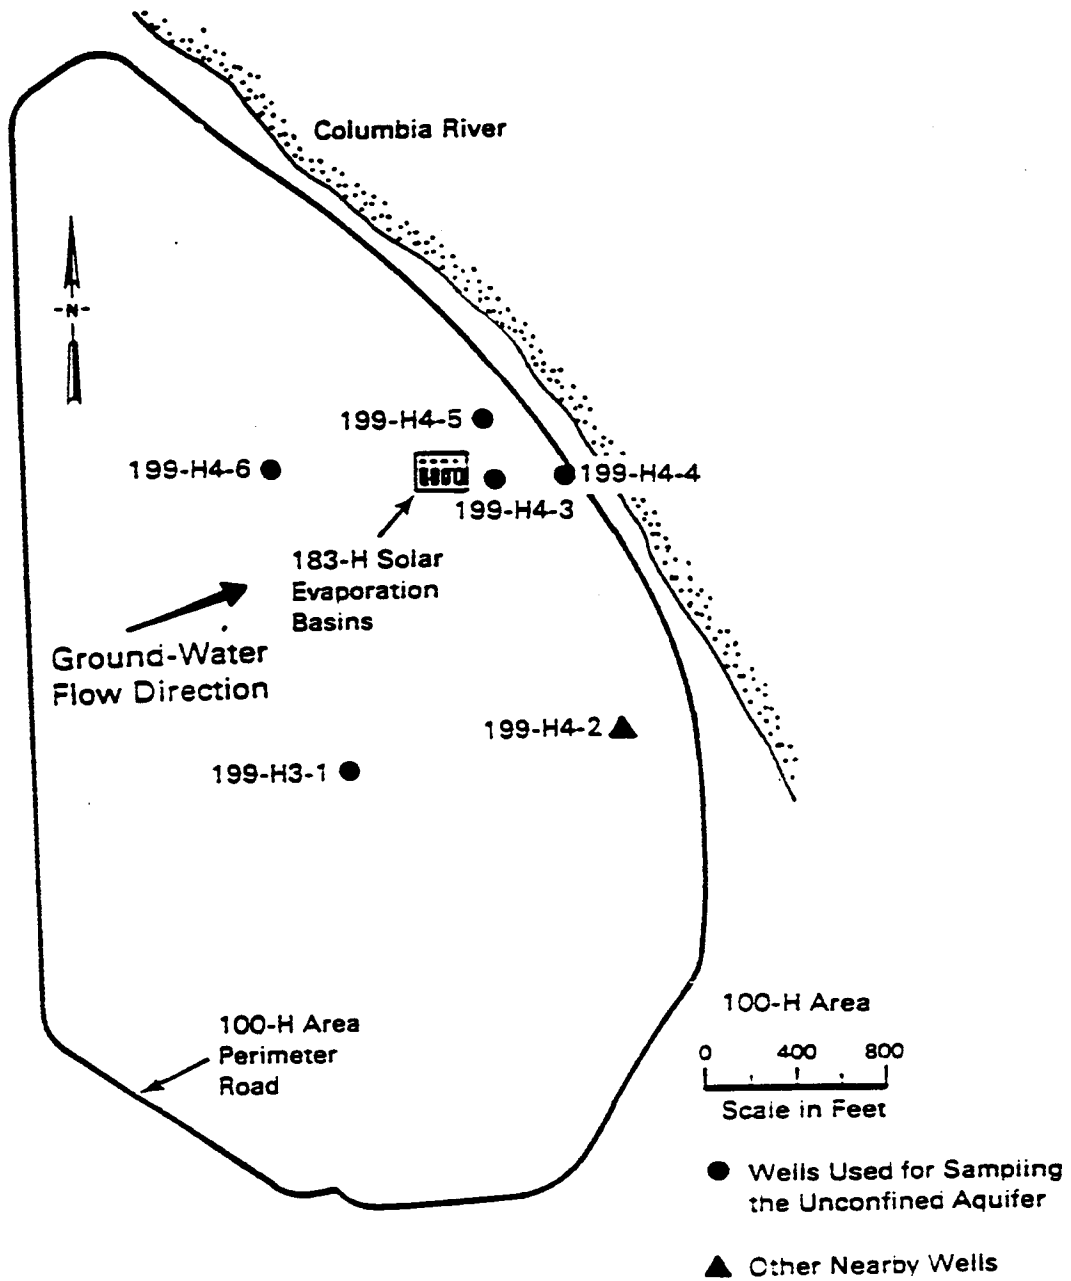 Columbia River
-N-
199-H4-5
199-H4-6
199-H4-4
199-H4-3
183-H Solar
Evaporation
Basins
Ground-Water
Flow Direction
199-H4-2
199-H3-1
100-H Area
Perimeter
Road
100-H Area
0 400 800
Scale in Feet
Wells Used for Sampling
the Unconfined Aquifer
Other Nearby Wells